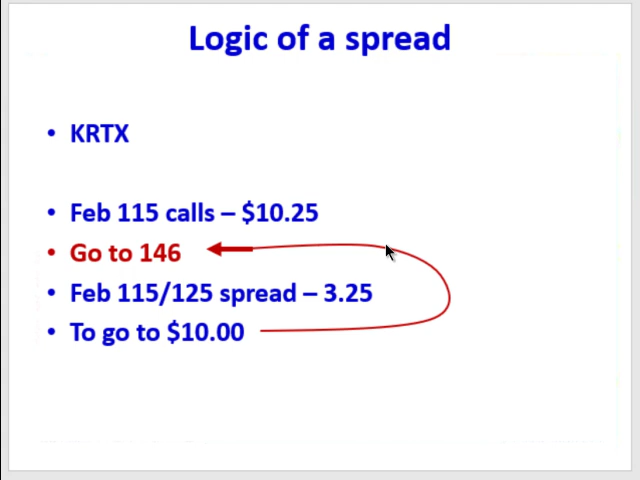 Logic of a spread
• KRTX
• Feb 115 calls – $10.25
• Go to 146
• Feb 115/125 spread – 3.25
• To go to $10.00